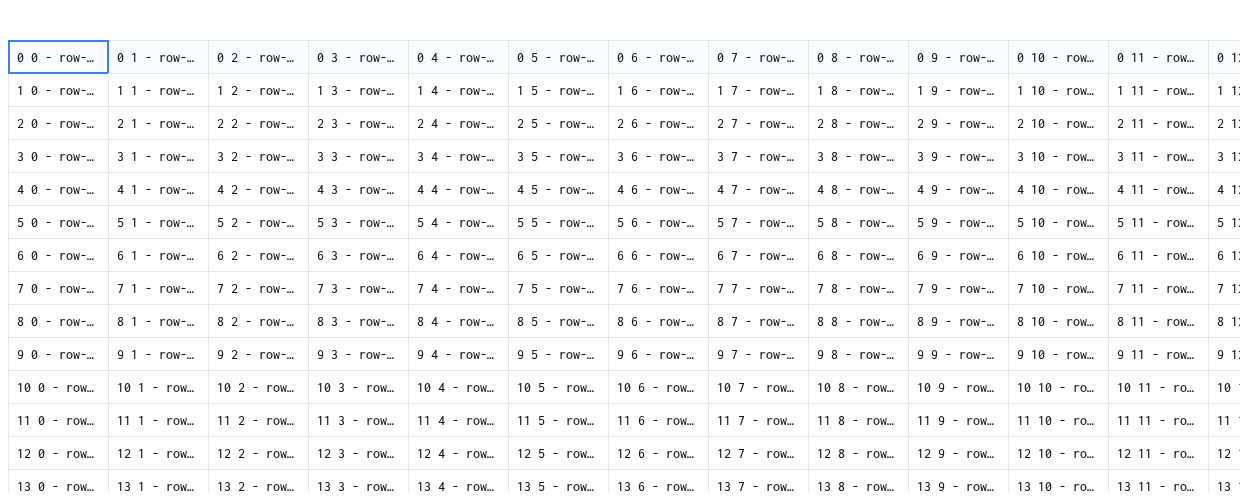 0 0 - row-… 0 1 - row-… 0 2 - row-… 0 3 - row-… 0 4 - row-… 0 5 - row-… 0 6 - row-… 0 7 - row-… 0 8 - row-… 0 9 - row-… 0 10 - row… 0 11 - row… 0 12
1 0 - row-… 1 1 - row-… 1 2 - row-… 1 3 - row-… 1 4 - row-… 1 5 - row-… 1 6 - row-… 1 7 - row-… 1 8 - row-… 1 9 - row-… 1 10 - row… 1 11 - row… 1 12
2 0 - row-… 2 1 - row-… 2 2 - row-… 2 3 - row-… 2 4 - row-… 2 5 - row-… 2 6 - row-… 2 7 - row-… 2 8 - row-… 2 9 - row-… 2 10 - row… 2 11 - row… 2 12
3 0 - row-… 3 1 - row-… 3 2 - row-… 3 3 - row-… 3 4 - row-… 3 5 - row-… 3 6 - row-… 3 7 - row-… 3 8 - row-… 3 9 - row-… 3 10 - row… 3 11 - row… 3 12
4 0 - row-… 4 1 - row-… 4 2 - row-… 4 3 - row-… 4 4 - row-… 4 5 - row-… 4 6 - row-… 4 7 - row-… 4 8 - row-… 4 9 - row-… 4 10 - row… 4 11 - row… 4 12
5 0 - row-… 5 1 - row-… 5 2 - row-… 5 3 - row-… 5 4 - row-… 5 5 - row-… 5 6 - row-… 5 7 - row-… 5 8 - row-… 5 9 - row-… 5 10 - row… 5 11 - row… 5 12
6 0 - row-… 6 1 - row-… 6 2 - row-… 6 3 - row-… 6 4 - row-… 6 5 - row-… 6 6 - row-… 6 7 - row-… 6 8 - row-… 6 9 - row-… 6 10 - row… 6 11 - row… 6 12
7 0 - row-… 7 1 - row-… 7 2 - row-… 7 3 - row-… 7 4 - row-… 7 5 - row-… 7 6 - row-… 7 7 - row-… 7 8 - row-… 7 9 - row-… 7 10 - row… 7 11 - row… 7 12
8 0 - row-… 8 1 - row-… 8 2 - row-… 8 3 - row-… 8 4 - row-… 8 5 - row-… 8 6 - row-… 8 7 - row-… 8 8 - row-… 8 9 - row-… 8 10 - row… 8 11 - row… 8 12
9 0 - row-… 9 1 - row-… 9 2 - row-… 9 3 - row-… 9 4 - row-… 9 5 - row-… 9 6 - row-… 9 7 - row-… 9 8 - row-… 9 9 - row-… 9 10 - row… 9 11 - row… 9 12
10 0 - row… 10 1 - row… 10 2 - row… 10 3 - row… 10 4 - row… 10 5 - row… 10 6 - row… 10 7 - row… 10 8 - row… 10 9 - row… 10 10 - ro… 10 11 - ro… 10
11 0 - row… 11 1 - row… 11 2 - row… 11 3 - row… 11 4 - row… 11 5 - row… 11 6 - row… 11 7 - row… 11 8 - row… 11 9 - row… 11 10 - ro… 11 11 - ro… 11
12 0 - row… 12 1 - row… 12 2 - row… 12 3 - row… 12 4 - row… 12 5 - row… 12 6 - row… 12 7 - row… 12 8 - row… 12 9 - row… 12 10 - ro… 12 11 - ro… 12
13 0 - row… 13 1 - row… 13 2 - row… 13 3 - row… 13 4 - row… 13 5 - row… 13 6 - row… 13 7 - row… 13 8 - row… 13 9 - row… 13 10 - ro… 13 11 - ro… 13